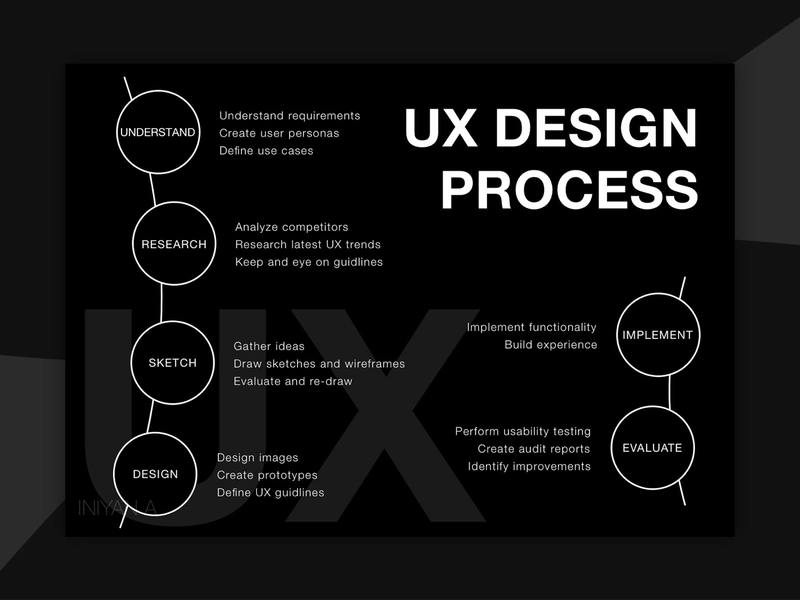 UX DESIGN
PROCESS
UNDERSTAND
Understand requirements
Create user personas
Define use cases
RESEARCH
Analyze competitors
Research latest UX trends
Keep and eye on guidlines
SKETCH
Gather ideas
Draw sketches and wireframes
Evaluate and re-draw
DESIGN
Design images
Create prototypes
Define UX guidlines
IMPLEMENT
Implement functionality
Build experience
EVALUATE
Perform usability testing
Create audit reports
Identify improvements
UX
INIYAN A